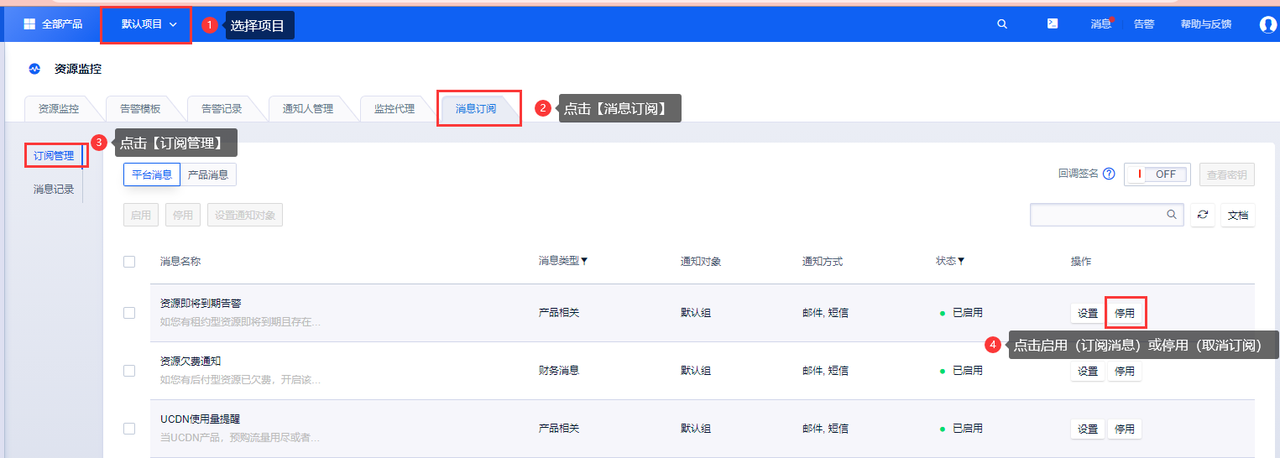 全部产品 默认项目 1 选择项目 消息 告警 帮助与反馈
资源监控
资源监控 告警模板 告警记录 通知人管理 监控代理 消息订阅 2 点击【消息订阅】
3 点击【订阅管理】
订阅管理
消息记录
平台消息 产品消息 回调签名 ? OFF 查看密钥
启用 停用 设置通知对象 文档
消息名称 消息类型 通知对象 通知方式 状态 操作
资源即将到期告警
如您有租约型资源即将到期且存在... 产品相关 默认组 邮件, 短信 已启用 设置 停用
4 点击启用（订阅消息）或停用（取消订阅）
资源欠费通知
如您有后付型资源已欠费，开启该... 财务消息 默认组 邮件, 短信 已启用 设置 停用
UCDN使用量提醒
当UCDN产品，预购流量用尽或者... 产品相关 默认组 邮件, 短信 已启用 设置 停用